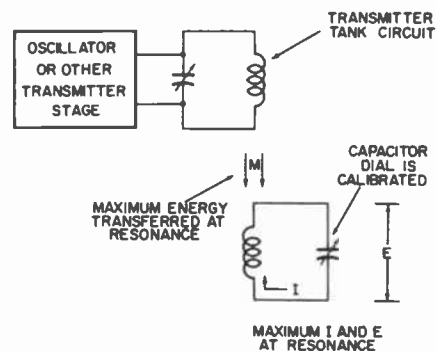 TRANSMITTER
TANK CIRCUIT
OSCILLATOR
OR OTHER
TRANSMITTER
STAGE
M
CAPACITOR
DIAL IS
CALIBRATED
MAXIMUM ENERGY
TRANSFERRED AT
RESONANCE
E
I
MAXIMUM I AND E
AT RESONANCE